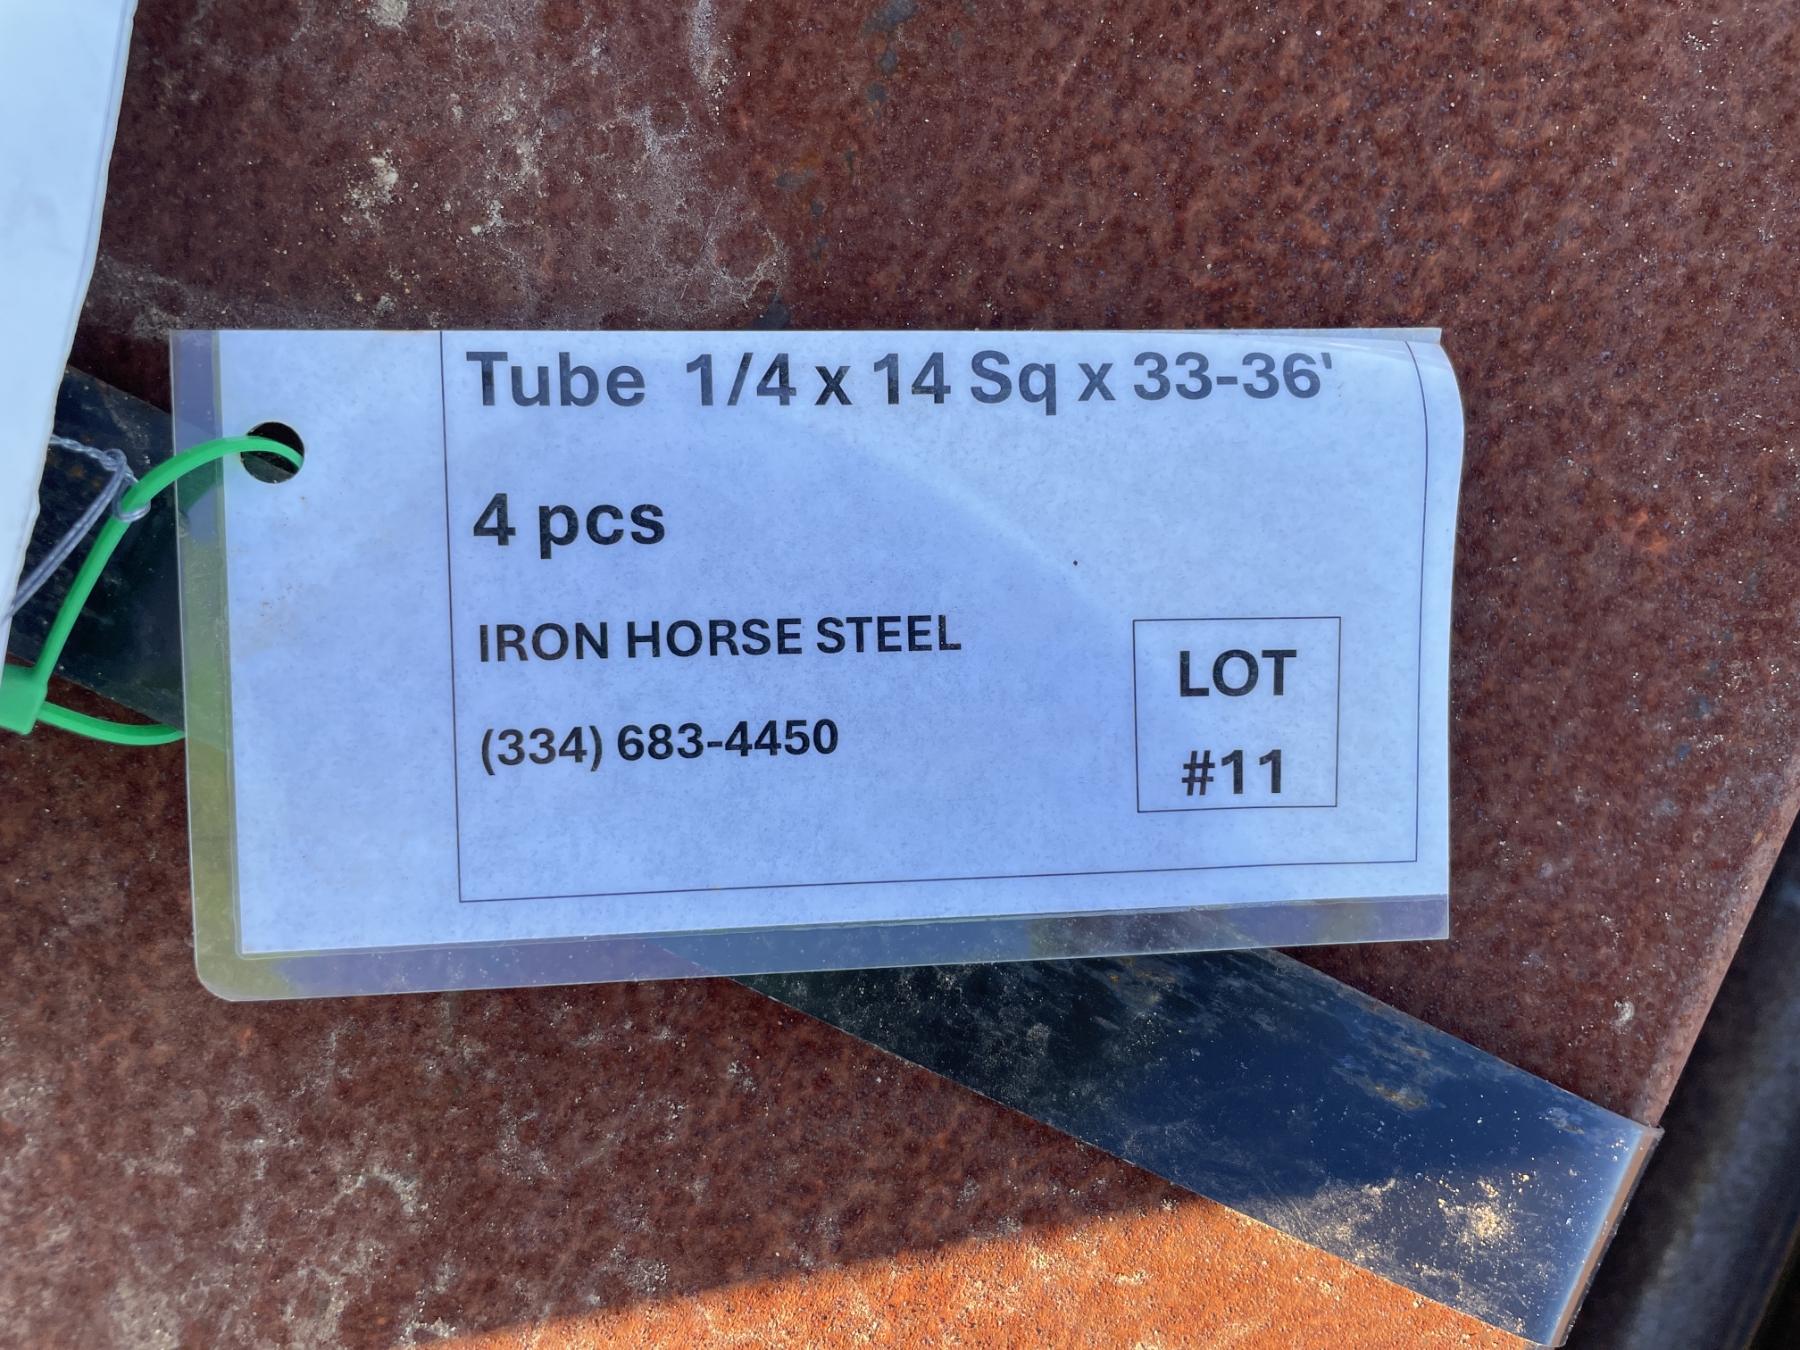 Tube 1/4 x 14 Sq x 33-36'
4 pcs
IRON HORSE STEEL
(334) 683-4450
LOT
#11